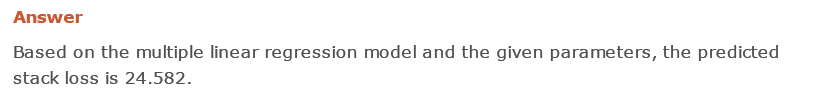 Answer
Based on the multiple linear regression model and the given parameters, the predicted
stack loss is 24.582.